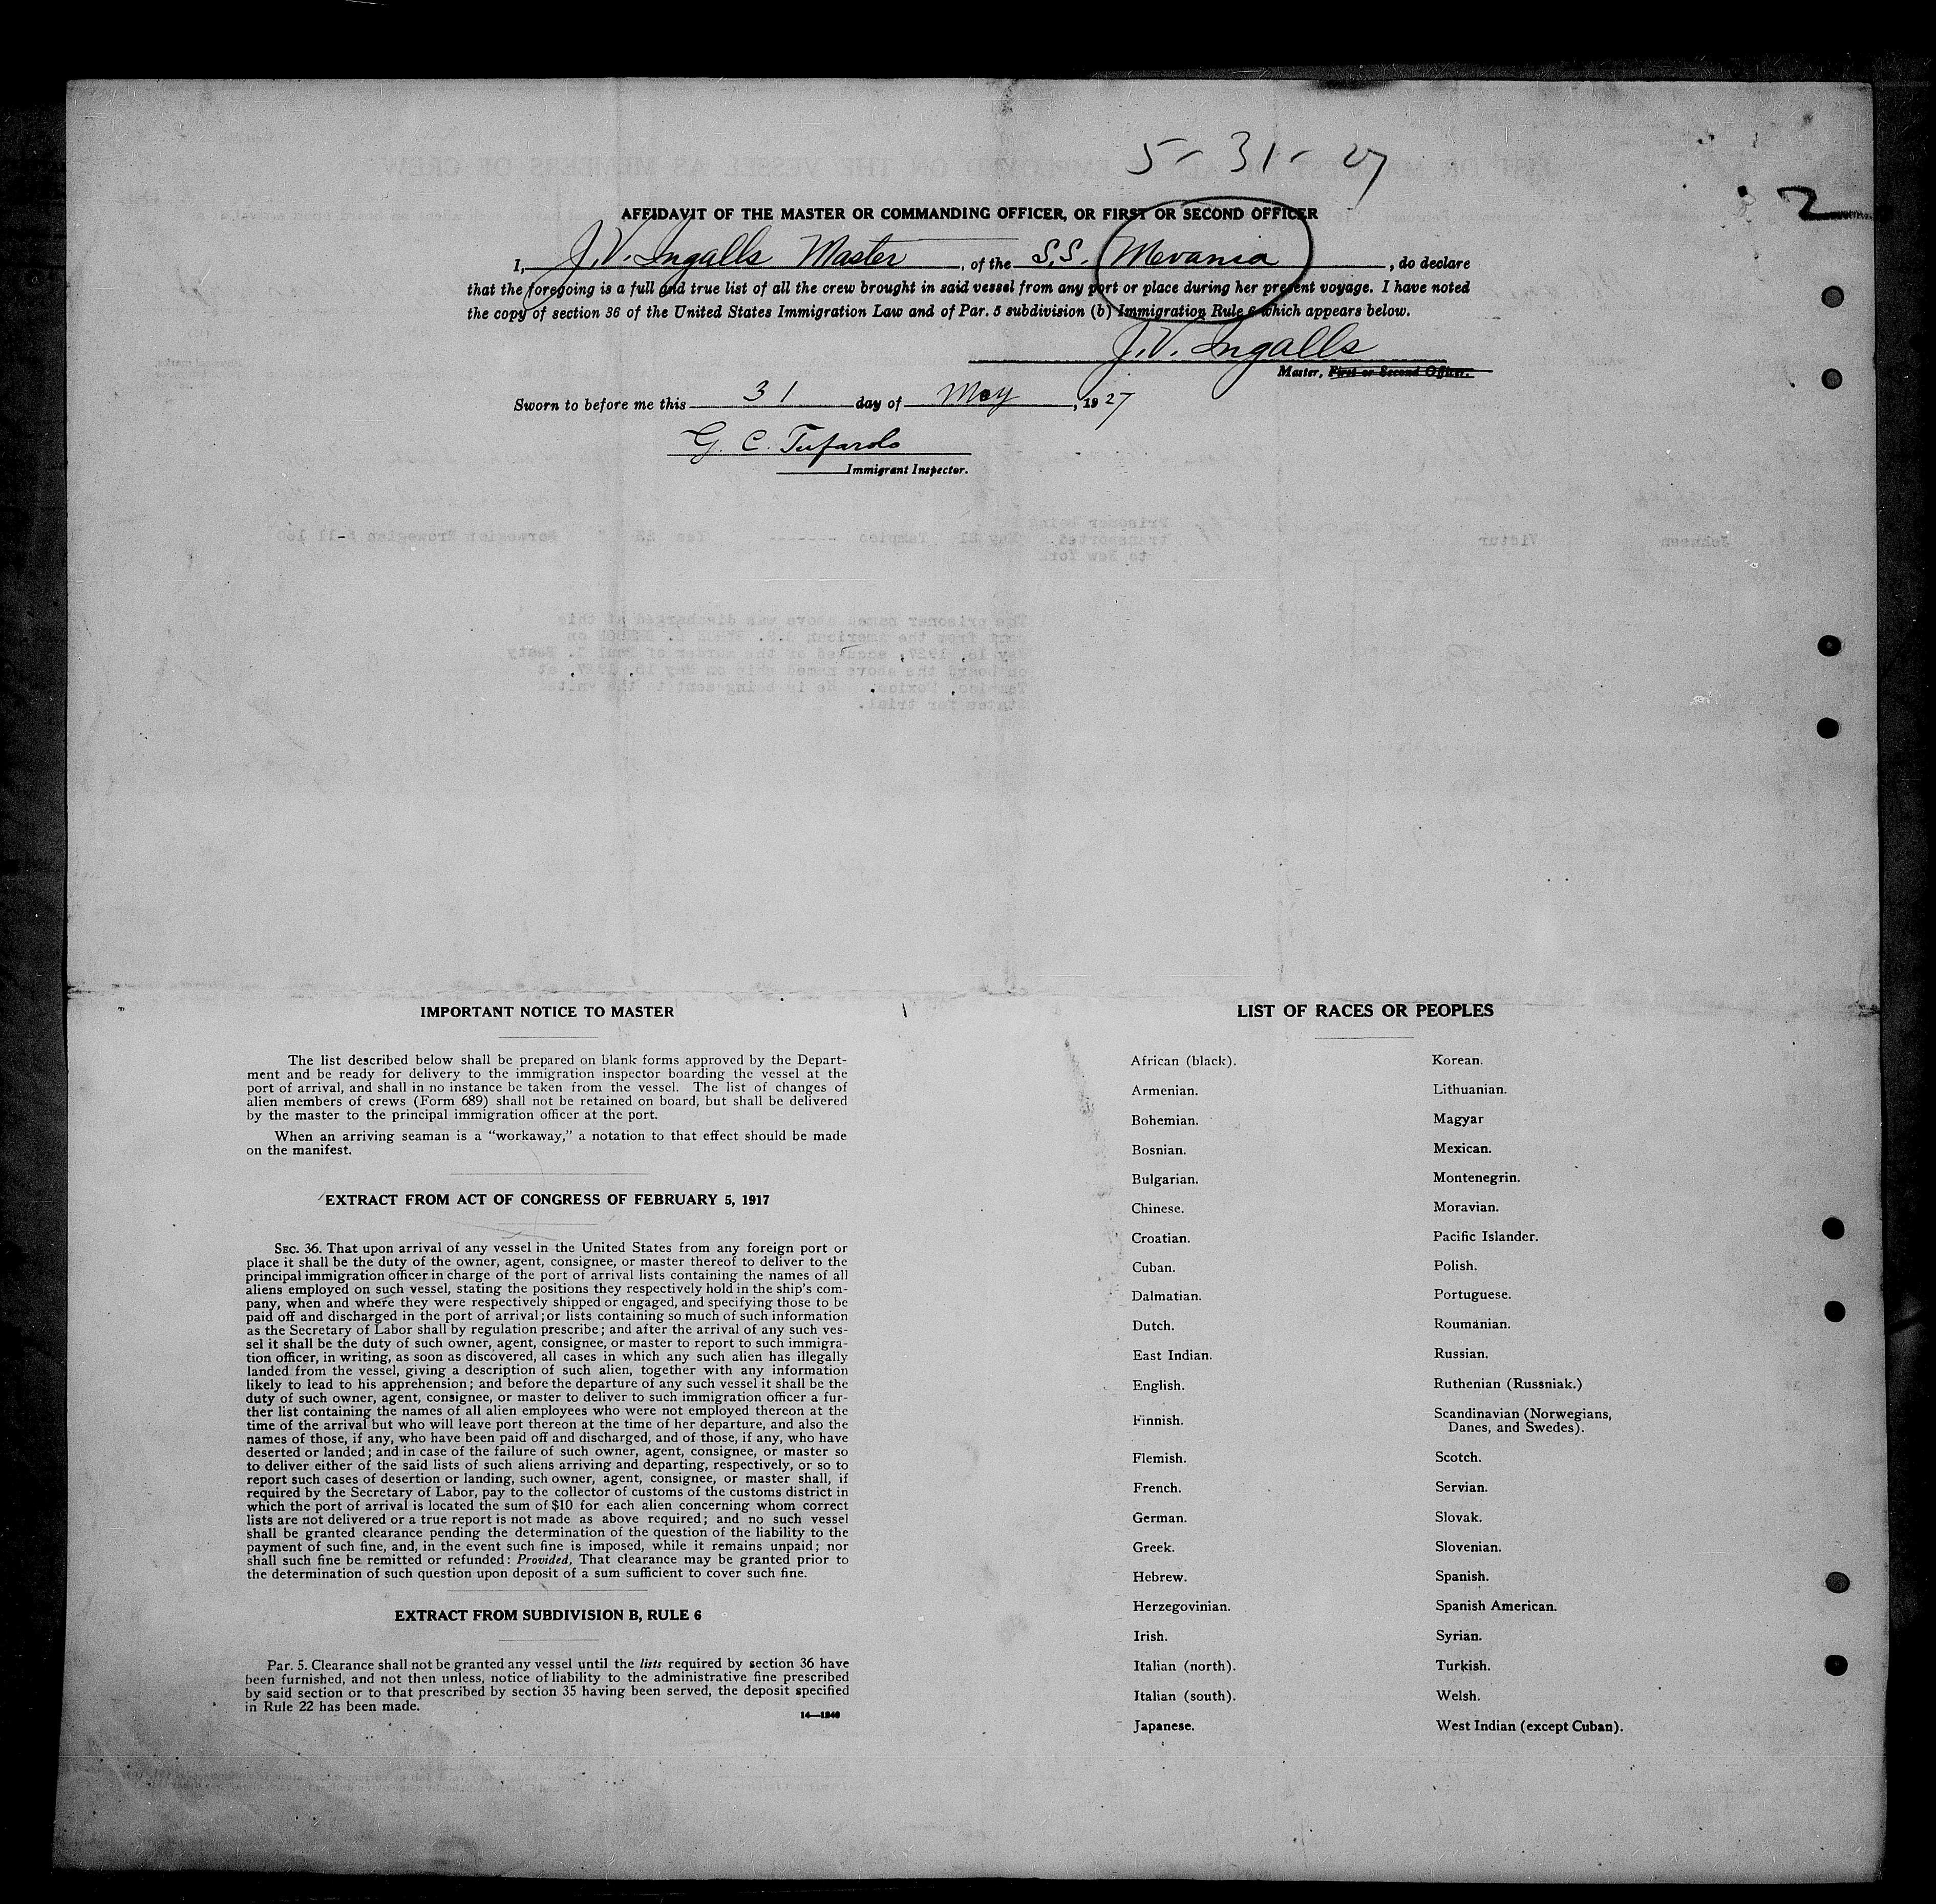 5-31-27
2
AFFIDAVIT OF THE MASTER OR COMMANDING OFFICER, OR FIRST OR SECOND OFFICER
I, J. V. Ingalls Master, of the S.S. Mevania, do declare
that the foregoing is a full and true list of all the crew brought in said vessel from any port or place during her present voyage. I have noted
the copy of section 36 of the United States Immigration Law and of Par. 5 subdivision (b) Immigration Rule 6 which appears below.
J. V. Ingalls
Master, First or Second Officer.
Sworn to before me this 31 day of May, 1927
G. C. Tufarolo
Immigrant Inspector.
IMPORTANT NOTICE TO MASTER
The list described below shall be prepared on blank forms approved by the Depart-
ment and be ready for delivery to the immigration inspector boarding the vessel at the
port of arrival, and shall in no instance be taken from the vessel. The list of changes of
alien members of crews (Form 689) shall not be retained on board, but shall be delivered
by the master to the principal immigration officer at the port.
When an arriving seaman is a "workaway," a notation to that effect should be made
on the manifest.
EXTRACT FROM ACT OF CONGRESS OF FEBRUARY 5, 1917
SEC. 36. That upon arrival of any vessel in the United States from any foreign port or
place it shall be the duty of the owner, agent, consignee, or master thereof to deliver to the
principal immigration officer in charge of the port of arrival lists containing the names of all
aliens employed on such vessel, stating the positions they respectively hold in the ship's com-
pany, when and where they were respectively shipped or engaged, and specifying those to be
paid off and discharged in the port of arrival; or lists containing so much of such information
as the Secretary of Labor shall by regulation prescribe; and after the arrival of any such ves-
sel it shall be the duty of such owner, agent, consignee, or master to report to such immigra-
tion officer, in writing, as soon as discovered, all cases in which any such alien has illegally
landed from the vessel, giving a description of such alien, together with any information
likely to lead to his apprehension; and before the departure of any such vessel it shall be the
duty of such owner, agent, consignee, or master to deliver to such immigration officer a fur-
ther list containing the names of all alien employees who were not employed thereon at the
time of the arrival but who will leave port thereon at the time of her departure, and also the
names of those, if any, who have been paid off and discharged, and of those, if any, who have
deserted or landed; and in case of the failure of such owner, agent, consignee, or master so
to deliver either of the said lists of such aliens arriving and departing, respectively, or so to
report such cases of desertion or landing, such owner, agent, consignee, or master shall, if
required by the Secretary of Labor, pay to the collector of customs of the customs district in
which the port of arrival is located the sum of $10 for each alien concerning whom correct
lists are not delivered or a true report is not made as above required; and no such vessel
shall be granted clearance pending the determination of the question of the liability to the
payment of such fine, and, in the event such fine is imposed, while it remains unpaid; nor
shall such fine be remitted or refunded: Provided, That clearance may be granted prior to
the determination of such question upon deposit of a sum sufficient to cover such fine.
EXTRACT FROM SUBDIVISION B, RULE 6
Par. 5. Clearance shall not be granted any vessel until the lists required by section 36 have
been furnished, and not then unless, notice of liability to the administrative fine prescribed
by said section or to that prescribed by section 35 having been served, the deposit specified
in Rule 22 has been made.
14—1240
LIST OF RACES OR PEOPLES
African (black).
Armenian.
Bohemian.
Bosnian.
Bulgarian.
Chinese.
Croatian.
Cuban.
Dalmatian.
Dutch.
East Indian.
English.
Finnish.
Flemish.
French.
German.
Greek.
Hebrew.
Herzegovinian.
Irish.
Italian (north).
Italian (south).
Japanese.
Korean.
Lithuanian.
Magyar
Mexican.
Montenegrin.
Moravian.
Pacific Islander.
Polish.
Portuguese.
Roumanian.
Russian.
Ruthenian (Russniak.)
Scandinavian (Norwegians,
Danes, and Swedes).
Scotch.
Servian.
Slovak.
Slovenian.
Spanish.
Spanish American.
Syrian.
Turkish.
Welsh.
West Indian (except Cuban).